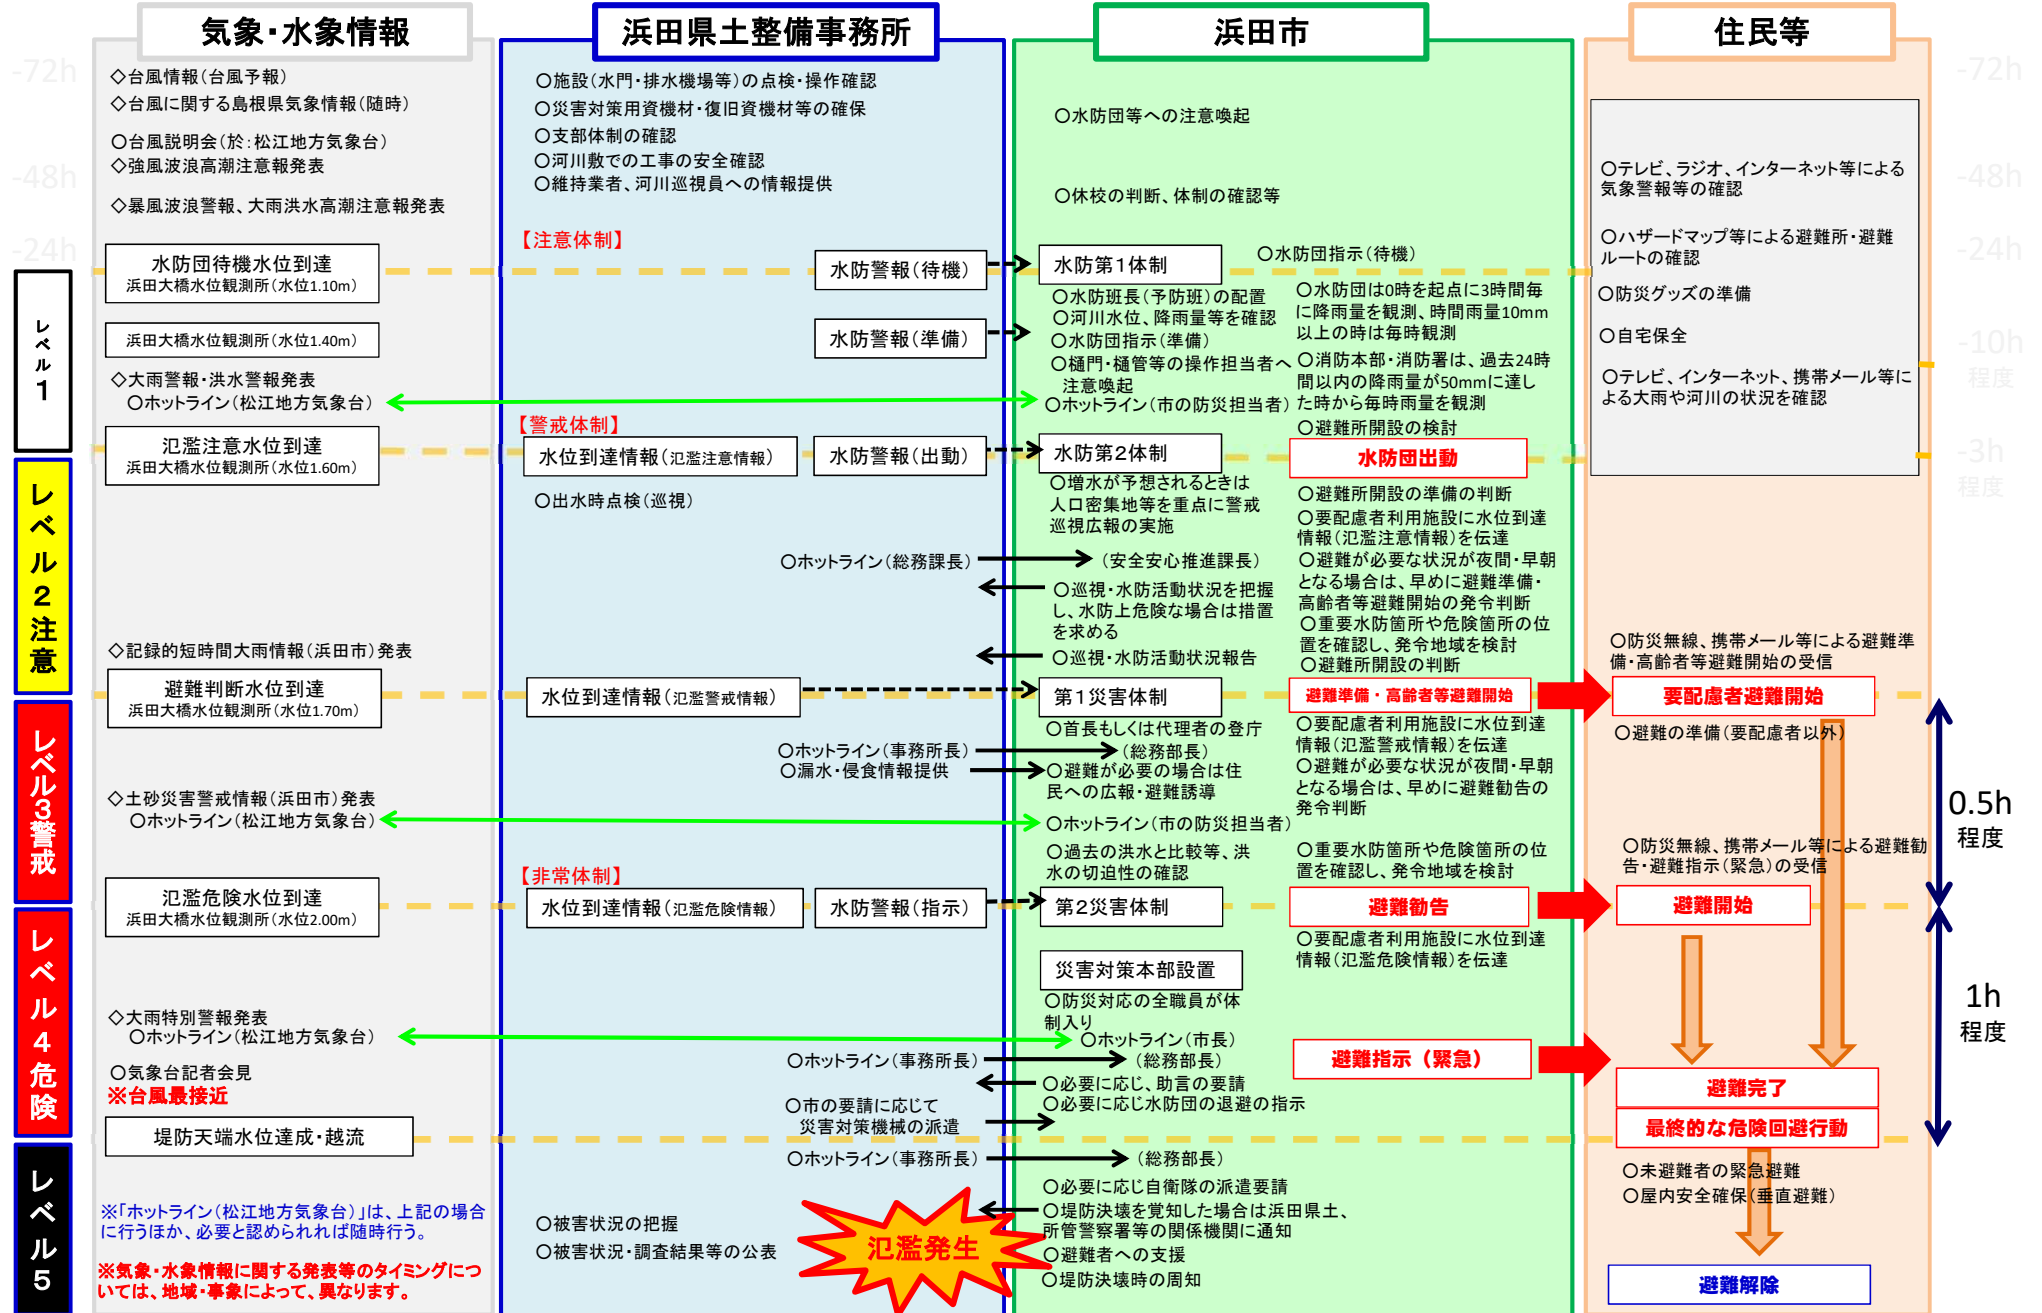 気象・水象情報
浜田県土整備事務所
浜田市
住民等
-72h
-48h
-24h
レベル1
レベル2注意
レベル3警戒
レベル4危険
レベル5
◇台風情報(台風予報)
◇台風に関する島根県気象情報(随時)
〇台風説明会(於:松江地方気象台)
◇強風波浪高潮注意報発表
◇暴風波浪警報、大雨洪水高潮注意報発表
水防団待機水位到達
浜田大橋水位観測所(水位1.10m)
浜田大橋水位観測所(水位1.40m)
◇大雨警報・洪水警報発表
〇ホットライン(松江地方気象台)
氾濫注意水位到達
浜田大橋水位観測所(水位1.60m)
◇記録的短時間大雨情報(浜田市)発表
避難判断水位到達
浜田大橋水位観測所(水位1.70m)
◇土砂災害警戒情報(浜田市)発表
〇ホットライン(松江地方気象台)
氾濫危険水位到達
浜田大橋水位観測所(水位2.00m)
◇大雨特別警報発表
〇ホットライン(松江地方気象台)
〇気象台記者会見
※台風最接近
堤防天端水位達成・越流
※「ホットライン(松江地方気象台)」は、上記の場合
に行うほか、必要と認められれば随時行う。
※気象・水象情報に関する発表等のタイミングにつ
いては、地域・事象によって、異なります。
〇施設(水門・排水機場等)の点検・操作確認
〇災害対策用資機材・復旧資機材等の確保
〇支部体制の確認
〇河川敷での工事の安全確認
〇維持業者、河川巡視員への情報提供
【注意体制】
水防警報(待機)
水防警報(準備)
【警戒体制】
水位到達情報(氾濫注意情報)
水防警報(出動)
〇出水時点検(巡視)
〇ホットライン(総務課長)
水位到達情報(氾濫警戒情報)
〇ホットライン(事務所長)
〇漏水・侵食情報提供
【非常体制】
水位到達情報(氾濫危険情報)
水防警報(指示)
〇ホットライン(事務所長)
〇市の要請に応じて
災害対策機械の派遣
〇ホットライン(事務所長)
〇被害状況の把握
〇被害状況・調査結果等の公表
氾濫発生
〇水防団等への注意喚起
〇休校の判断、体制の確認等
水防第1体制
〇水防班長(予防班)の配置
〇河川水位、降雨量等を確認
〇水防団指示(準備)
〇樋門・樋管等の操作担当者へ
注意喚起
〇ホットライン(市の防災担当者)
水防第2体制
〇増水が予想されるときは
人口密集地等を重点に警戒
巡視広報の実施
(安全安心推進課長)
〇巡視・水防活動状況を把握
し、水防上危険な場合は措置
を求める
〇巡視・水防活動状況報告
第1災害体制
〇首長もしくは代理者の登庁
(総務部長)
〇避難が必要の場合は住
民への広報・避難誘導
〇ホットライン(市の防災担当者)
〇過去の洪水と比較等、洪
水の切迫性の確認
第2災害体制
災害対策本部設置
〇防災対応の全職員が体
制入り
〇ホットライン(市長)
(総務部長)
〇必要に応じ、助言の要請
〇必要に応じ水防団の退避の指示
(総務部長)
〇必要に応じ自衛隊の派遣要請
〇堤防決壊を覚知した場合は浜田県土、
所管警察署等の関係機関に通知
〇避難者への支援
〇堤防決壊時の周知
〇水防団指示(待機)
〇水防団は0時を起点に3時間毎
に降雨量を観測、時間雨量10mm
以上の時は毎時観測
〇消防本部・消防署は、過去24時
間以内の降雨量が50mmに達し
た時から毎時雨量を観測
〇避難所開設の検討
水防団出動
〇避難所開設の準備の判断
〇要配慮者利用施設に水位到達
情報(氾濫注意情報)を伝達
〇避難が必要な状況が夜間・早朝
となる場合は、早めに避難準備・
高齢者等避難開始の発令判断
〇重要水防箇所や危険箇所の位
置を確認し、発令地域を検討
〇避難所開設の判断
避難準備・高齢者等避難開始
〇要配慮者利用施設に水位到達
情報(氾濫警戒情報)を伝達
〇避難が必要な状況が夜間・早朝
となる場合は、早めに避難勧告の
発令判断
〇重要水防箇所や危険箇所の位
置を確認し、発令地域を検討
避難勧告
〇要配慮者利用施設に水位到達
情報(氾濫危険情報)を伝達
避難指示(緊急)
〇テレビ、ラジオ、インターネット等による
気象警報等の確認
〇ハザードマップ等による避難所・避難
ルートの確認
〇防災グッズの準備
〇自宅保全
〇テレビ、インターネット、携帯メール等に
よる大雨や河川の状況を確認
〇防災無線、携帯メール等による避難準
備・高齢者等避難開始の受信
要配慮者避難開始
〇避難の準備(要配慮者以外)
〇防災無線、携帯メール等による避難勧
告・避難指示(緊急)の受信
避難開始
避難完了
最終的な危険回避行動
〇未避難者の緊急避難
〇屋内安全確保(垂直避難)
避難解除
-72h
-48h
-24h
-10h
程度
-3h
程度
0.5h
程度
1h
程度